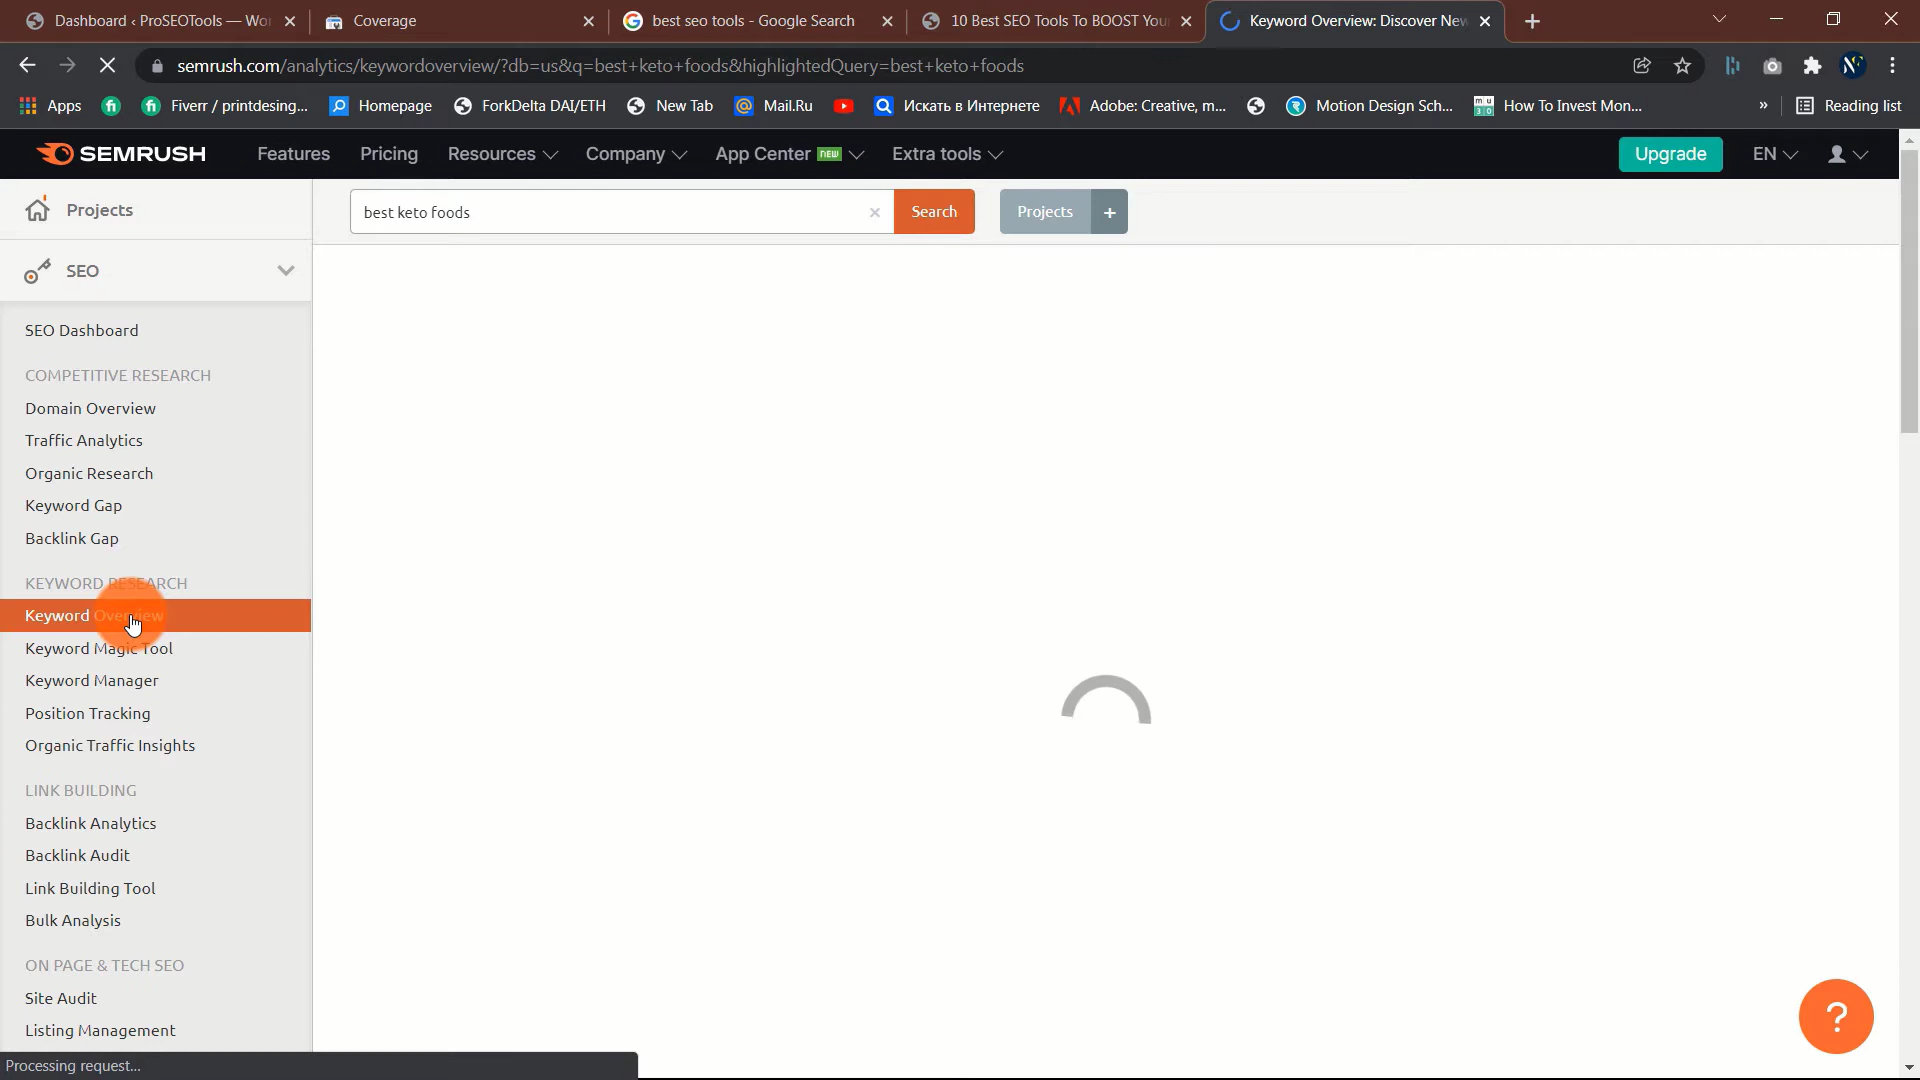 Dashboard ‹ ProSEOTools — Wo
Coverage
best seo tools - Google Search
10 Best SEO Tools To BOOST You
Keyword Overview: Discover New
semrush.com/analytics/keywordoverview/?db=us&q=best+keto+foods&highlightedQuery=best+keto+foods
Apps
Fiverr / printdesing...
Homepage
ForkDelta DAI/ETH
New Tab
Mail.Ru
Искать в Интернете
Adobe: Creative, m...
Motion Design Sch...
How To Invest Mon...
»
Reading list
SEMRUSH
Features
Pricing
Resources
Company
App Center NEW
Extra tools
Upgrade
EN
Projects
best keto foods
Search
Projects
+
SEO
SEO Dashboard
COMPETITIVE RESEARCH
Domain Overview
Traffic Analytics
Organic Research
Keyword Gap
Backlink Gap
KEYWORD RESEARCH
Keyword Overview
Keyword Magic Tool
Keyword Manager
Position Tracking
Organic Traffic Insights
LINK BUILDING
Backlink Analytics
Backlink Audit
Link Building Tool
Bulk Analysis
ON PAGE & TECH SEO
Site Audit
Listing Management
?
Processing request...